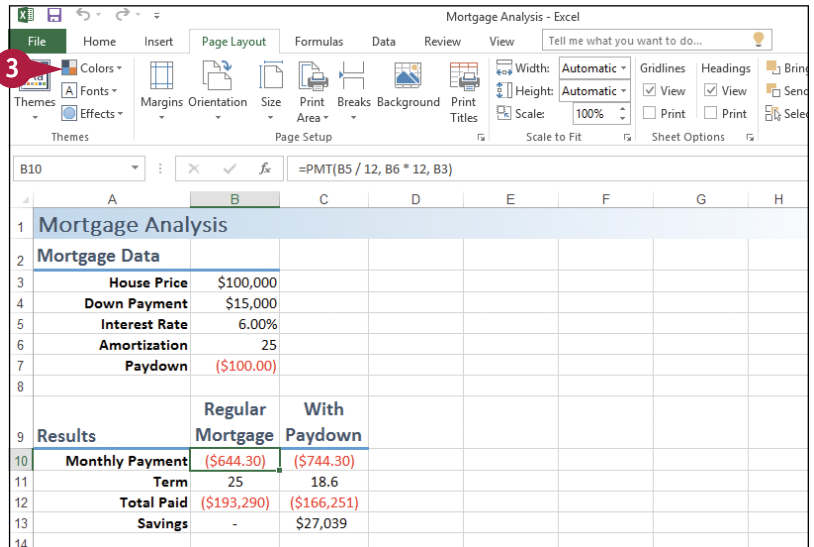 Mortgage Analysis - Excel
File Home Insert Page Layout Formulas Data Review View Tell me what you want to do...
3
Themes
Colors
Fonts
Effects
Themes
Margins Orientation Size Print Area Breaks Background Print Titles
Page Setup
Width: Automatic
Height: Automatic
Scale: 100%
Scale to Fit
Gridlines Headings
View View
Print Print
Sheet Options
B10 fx =PMT(B5 / 12, B6 * 12, B3)
A B C D E F G H
1 Mortgage Analysis
2 Mortgage Data
3 House Price $100,000
4 Down Payment $15,000
5 Interest Rate 6.00%
6 Amortization 25
7 Paydown ($100.00)
8
9 Results Regular Mortgage With Paydown
10 Monthly Payment ($644.30) ($744.30)
11 Term 25 18.6
12 Total Paid ($193,290) ($166,251)
13 Savings - $27,039
14